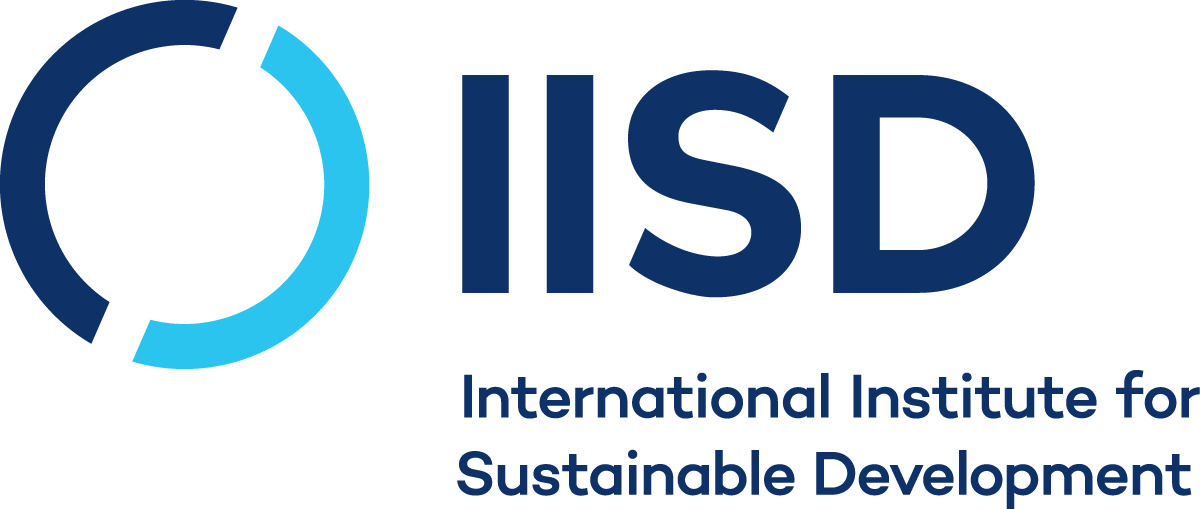 IISD
International Institute for
Sustainable Development